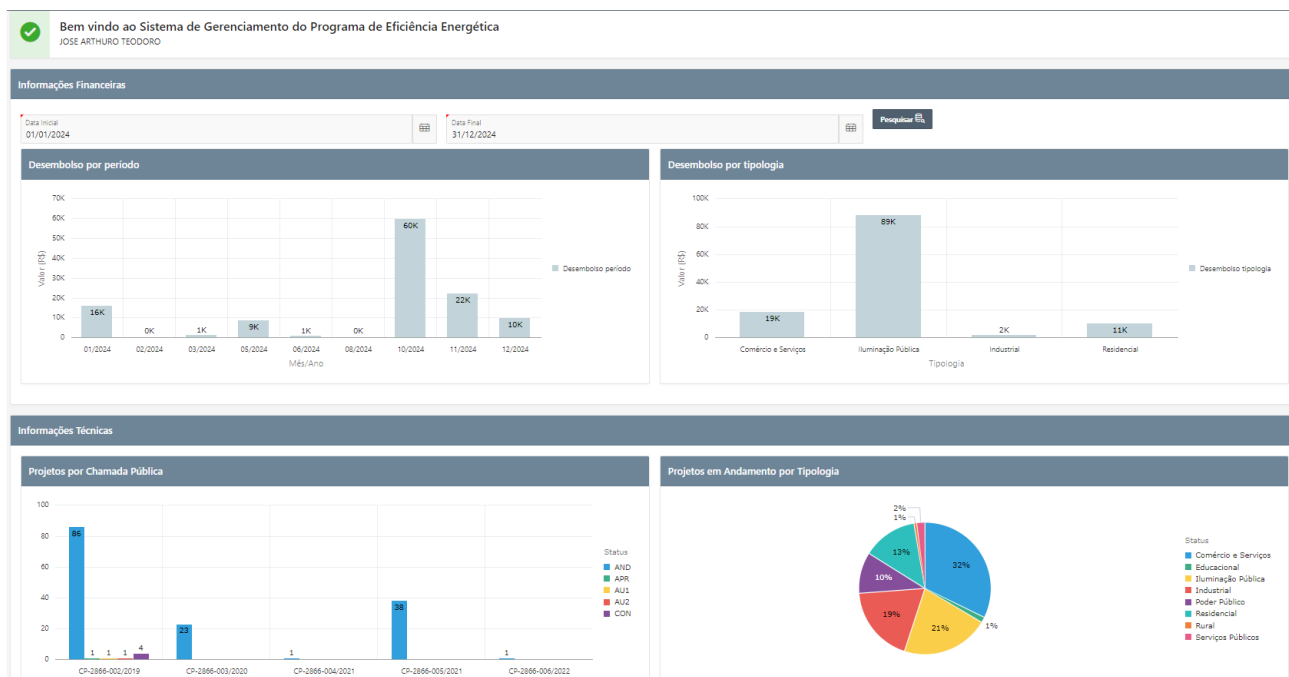 Bem vindo ao Sistema de Gerenciamento do Programa de Eficiência Energética
JOSE ARTHURO TEODORO
Informações Financeiras
Data Inicial
01/01/2024
Data Final
31/12/2024
Pesquisar
Desembolso por período
70K
60K
50K
40K
30K
20K
10K
0
Valor (R$)
16K
0K
1K
9K
1K
0K
60K
22K
10K
01/2024
02/2024
03/2024
05/2024
06/2024
08/2024
10/2024
11/2024
12/2024
Mês/Ano
Desembolso período
Desembolso por tipologia
100K
80K
60K
40K
20K
0
Valor (R$)
19K
89K
2K
11K
Comércio e Serviços
Iluminação Pública
Industrial
Residencial
Tipologia
Desembolso tipologia
Informações Técnicas
Projetos por Chamada Pública
100
80
60
40
20
0
86
1
1
1
4
23
1
38
1
CP-2866-002/2019
CP-2866-003/2020
CP-2866-004/2021
CP-2866-005/2021
CP-2866-006/2022
Status
AND
APR
AU1
AU2
CON
Projetos em Andamento por Tipologia
2%
1%
13%
32%
10%
19%
21%
1%
Status
Comércio e Serviços
Educacional
Iluminação Pública
Industrial
Poder Público
Residencial
Rural
Serviços Públicos